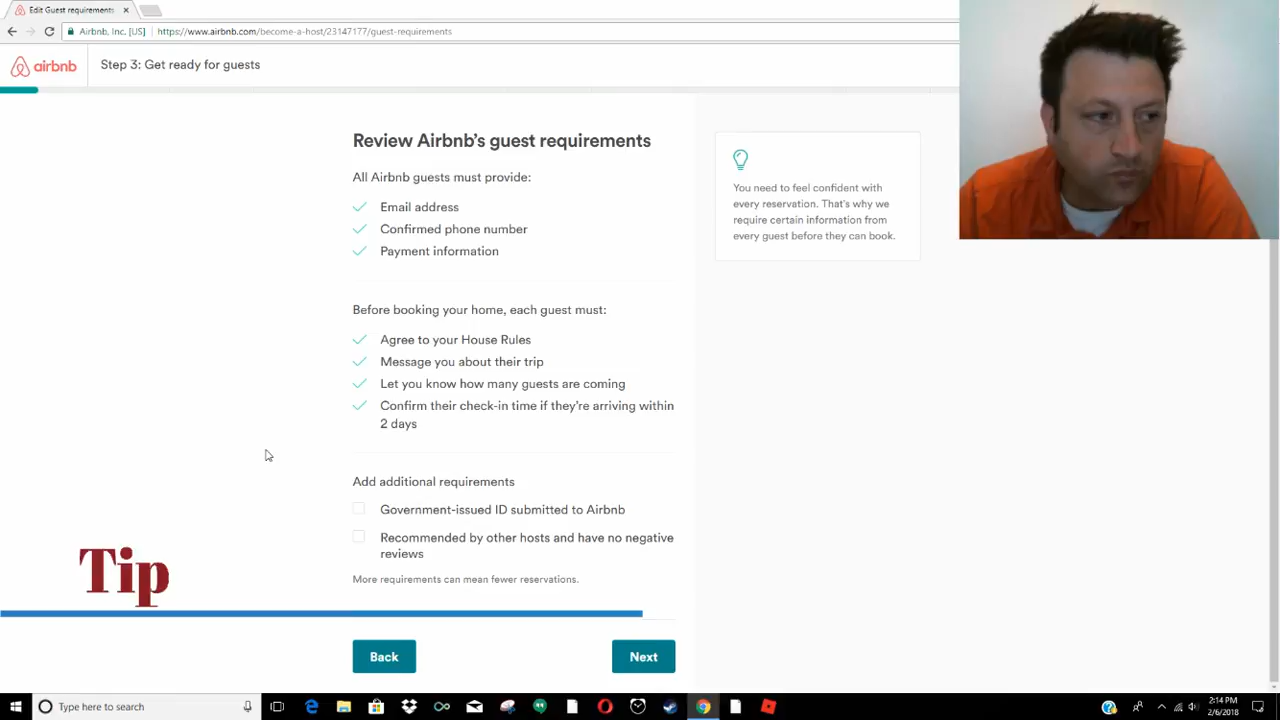 Edit Guest requirements
Airbnb, Inc. [US]
https://www.airbnb.com/become-a-host/23147177/guest-requirements
airbnb
Step 3: Get ready for guests
Review Airbnb’s guest requirements
All Airbnb guests must provide:
Email address
Confirmed phone number
Payment information
You need to feel confident with
every reservation. That's why we
require certain information from
every guest before they can book.
Before booking your home, each guest must:
Agree to your House Rules
Message you about their trip
Let you know how many guests are coming
Confirm their check-in time if they’re arriving within
2 days
Add additional requirements
Government-issued ID submitted to Airbnb
Recommended by other hosts and have no negative
reviews
More requirements can mean fewer reservations.
Tip
Back
Next
Type here to search
2:14 PM
2/6/2018